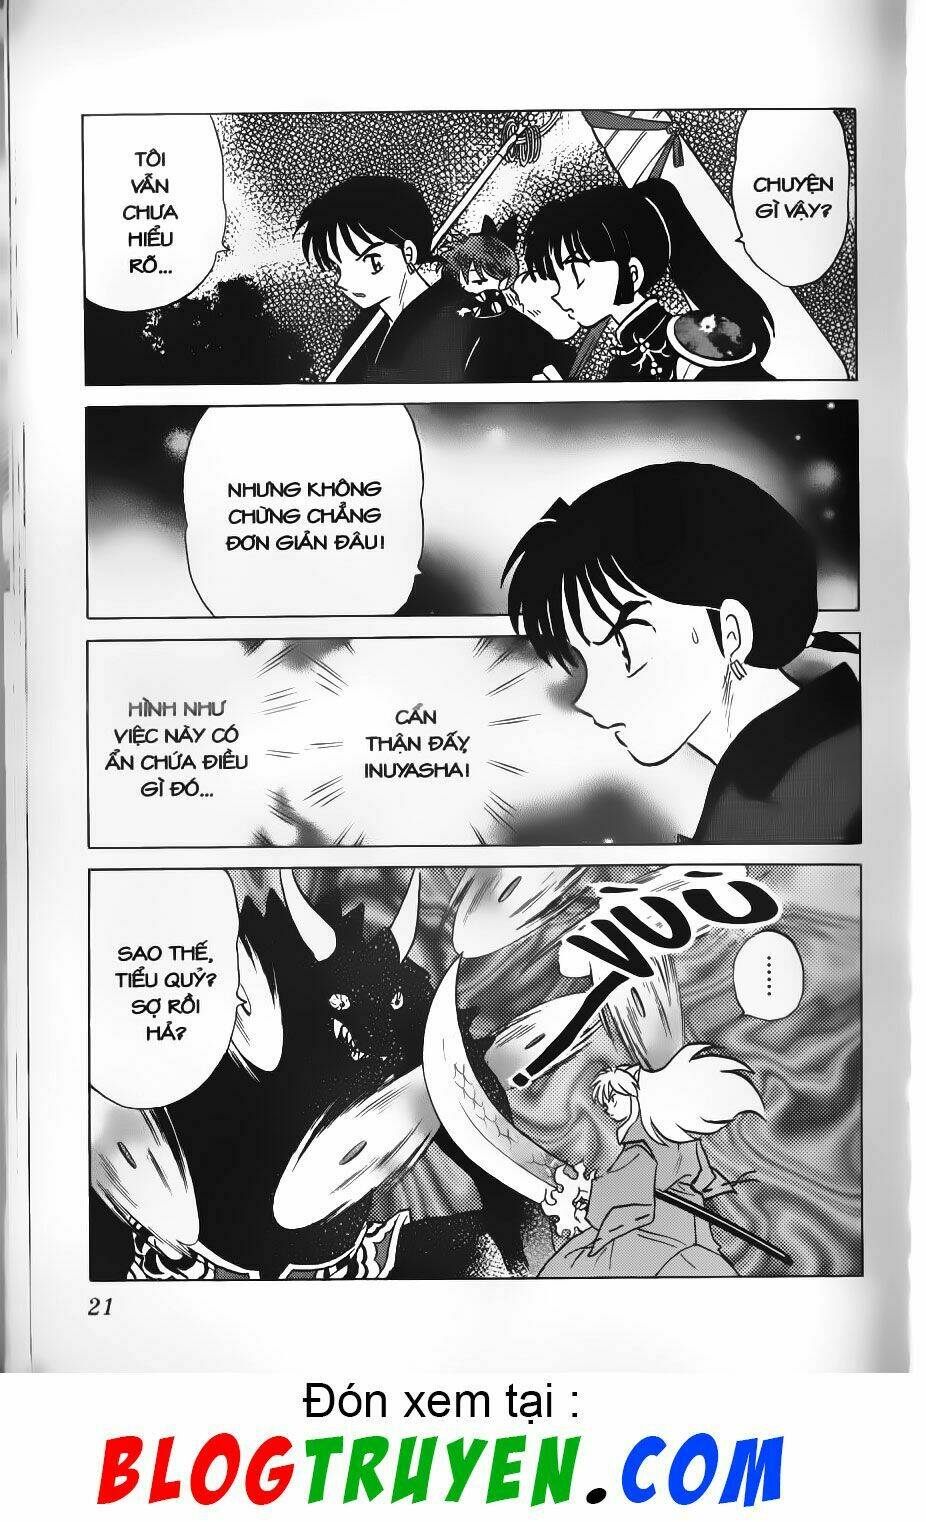 CHUYỆN
GÌ VẬY?
TÔI
VẪN
CHƯA
HIỂU
RÕ...
NHƯNG KHÔNG
CHỪNG CHẲNG
ĐƠN GIẢN ĐÂU!
HÌNH NHƯ
VIỆC NÀY CÓ
ẨN CHỨA ĐIỀU
GÌ ĐÓ...
CẨN
THẬN ĐẤY,
INUYASHA!
VÙÙ
......
SAO THẾ,
TIỂU QUỶ?
SỢ RỒI
HẢ?
21
Đón xem tại :
BLOGTRUYEN.COM